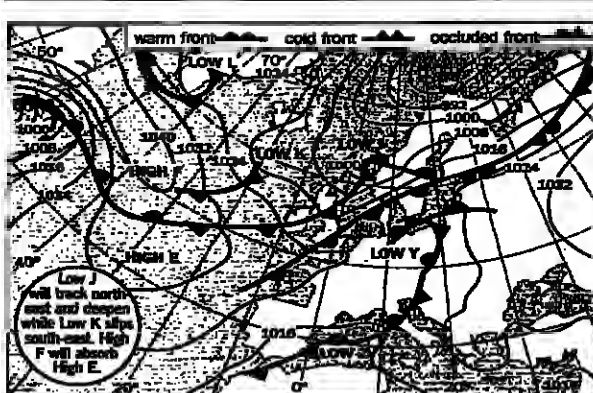 warm front cold front occluded front
50°
LOW L
70°
1024
992
1000
1008
1016
1024
1032
1000
1008
1016
1040
1032
1024
LOW K
HIGH F
HIGH E
LOW Y
40°
1016
LOW
0°
Low J
will track north-
east and deepen
while Low K slips
south-east. High
F will absorb
High E.